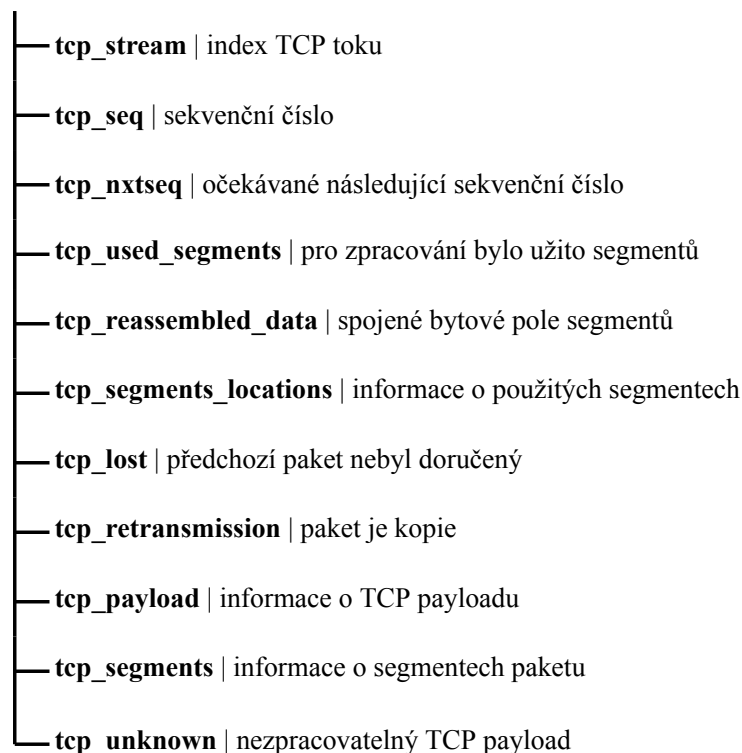 tcp_stream | index TCP toku
tcp_seq | sekvenční číslo
tcp_nxtseq | očekávané následující sekvenční číslo
tcp_used_segments | pro zpracování bylo užito segmentů
tcp_reassembled_data | spojené bytové pole segmentů
tcp_segments_locations | informace o použitých segmentech
tcp_lost | předchozí paket nebyl doručený
tcp_retransmission | paket je kopie
tcp_payload | informace o TCP payloadu
tcp_segments | informace o segmentech paketu
tcp_unknown | nezpracovatelný TCP payload